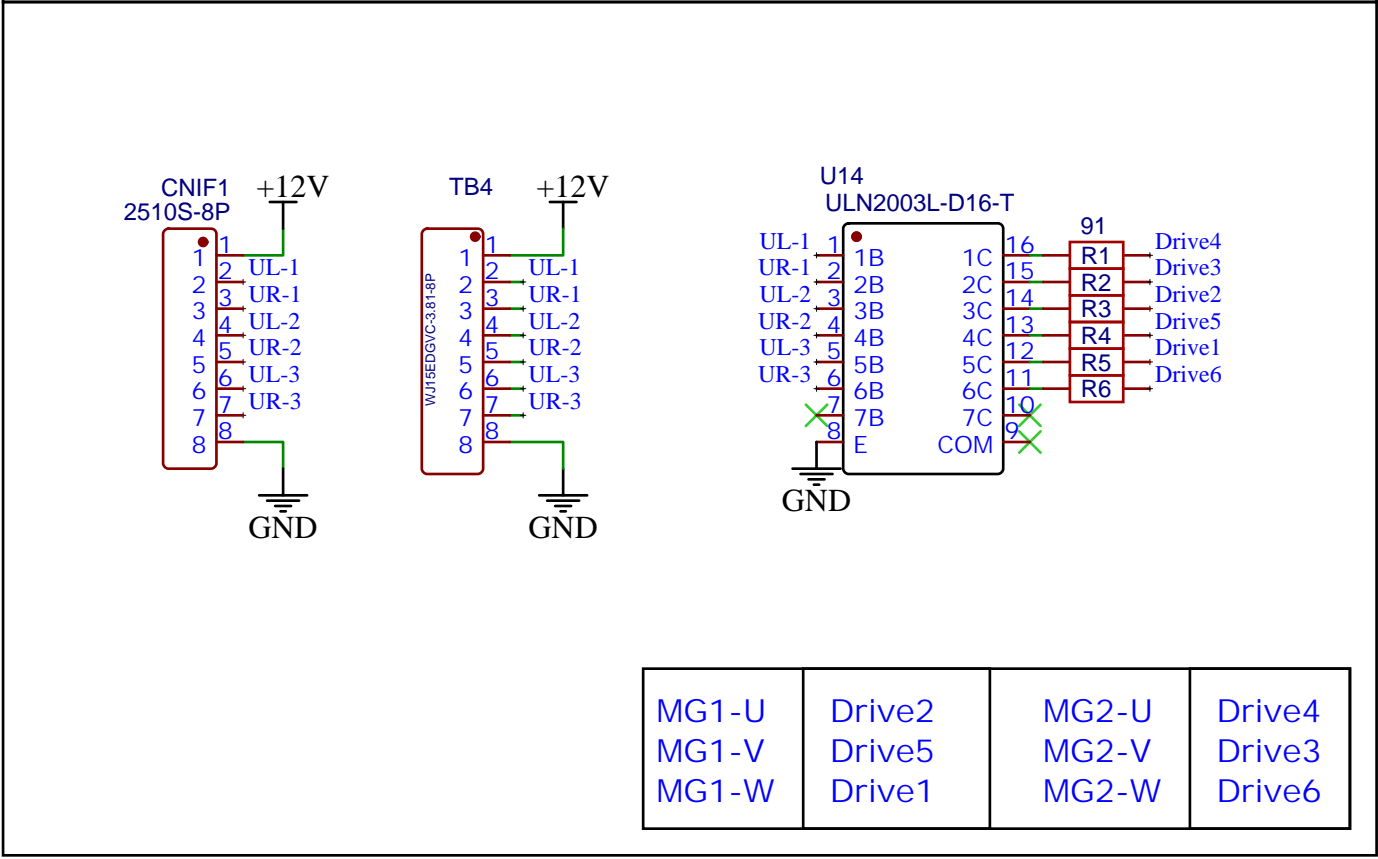 CNIF1
2510S-8P
+12V
1 1
2 2 UL-1
3 3 UR-1
4 4 UL-2
5 5 UR-2
6 6 UL-3
7 7 UR-3
8 8
GND
TB4
+12V
WJ15EDGVC-3.81-8P
1 1
2 2 UL-1
3 3 UR-1
4 4 UL-2
5 5 UR-2
6 6 UL-3
7 7 UR-3
8 8
GND
U14
ULN2003L-D16-T
91
UL-1 1 1B 1C 16 R1 Drive4
UR-1 2 2B 2C 15 R2 Drive3
UL-2 3 3B 3C 14 R3 Drive2
UR-2 4 4B 4C 13 R4 Drive5
UL-3 5 5B 5C 12 R5 Drive1
UR-3 6 6B 6C 11 R6 Drive6
7 7B 7C 10
8 E COM 9
GND
MG1-U Drive2 MG2-U Drive4
MG1-V Drive5 MG2-V Drive3
MG1-W Drive1 MG2-W Drive6